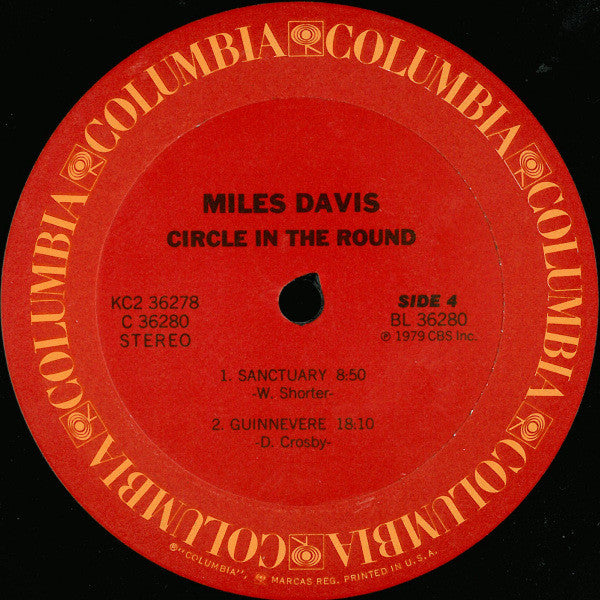 COLUMBIA COLUMBIA COLUMBIA COLUMBIA COLUMBIA COLUMBIA COLUMBIA COLUMBIA
MILES DAVIS
CIRCLE IN THE ROUND
KC2 36278
C 36280
STEREO
SIDE 4
BL 36280
℗ 1979 CBS Inc.
1. SANCTUARY 8:50
-W. Shorter-
2. GUINNEVERE 18.10
-D. Crosby-
℗"COLUMBIA", MARCAS REG. PRINTED IN U.S.A.